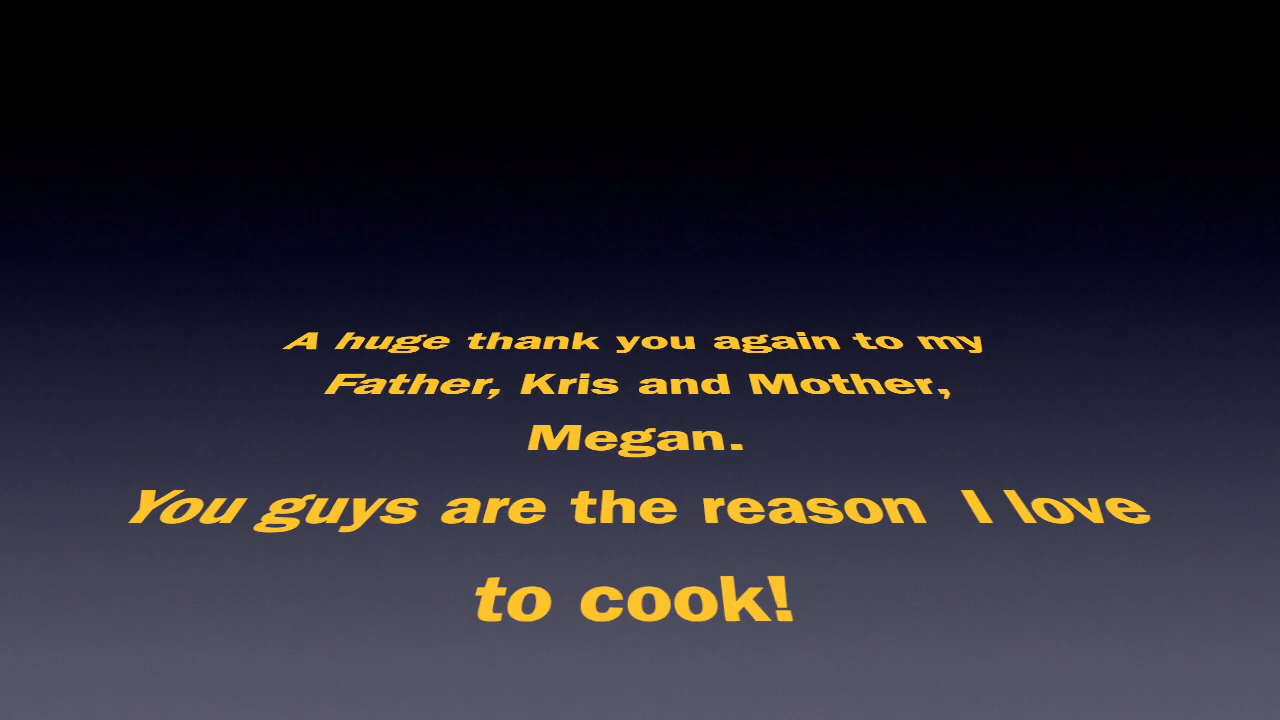 A huge thank you again to my
Father, Kris and Mother,
Megan.
You guys are the reason  I love
to cook!